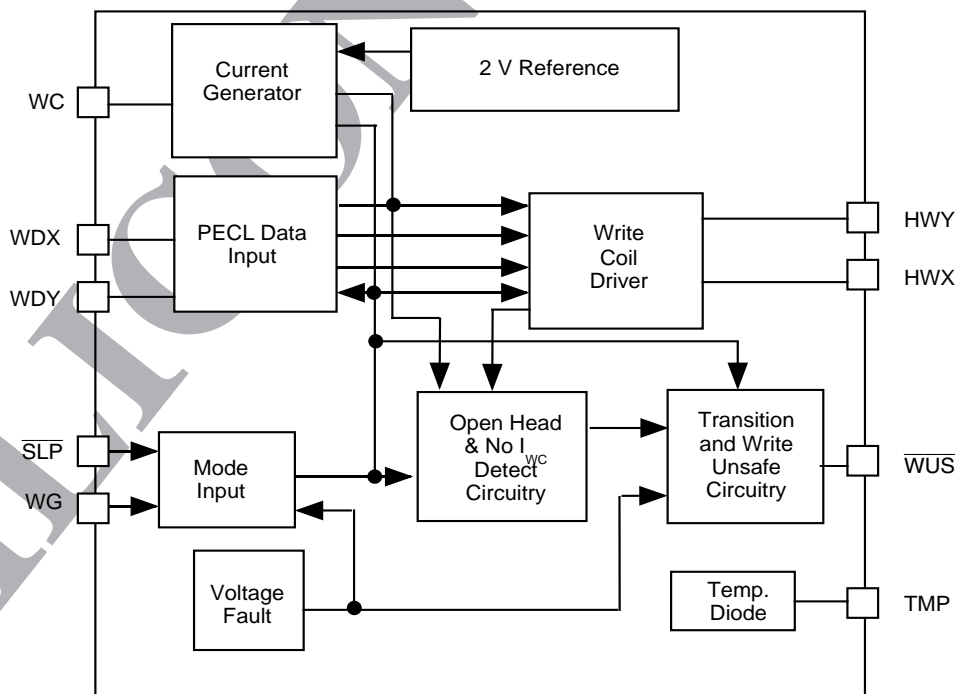 Current
Generator
2 V Reference
WC
PECL Data
Input
WDX
WDY
Write
Coil
Driver
HWY
HWX
SLP
WG
Mode
Input
Open Head
& No I_WC
Detect
Circuitry
Transition
and Write
Unsafe
Circuitry
WUS
Voltage
Fault
Temp.
Diode
TMP